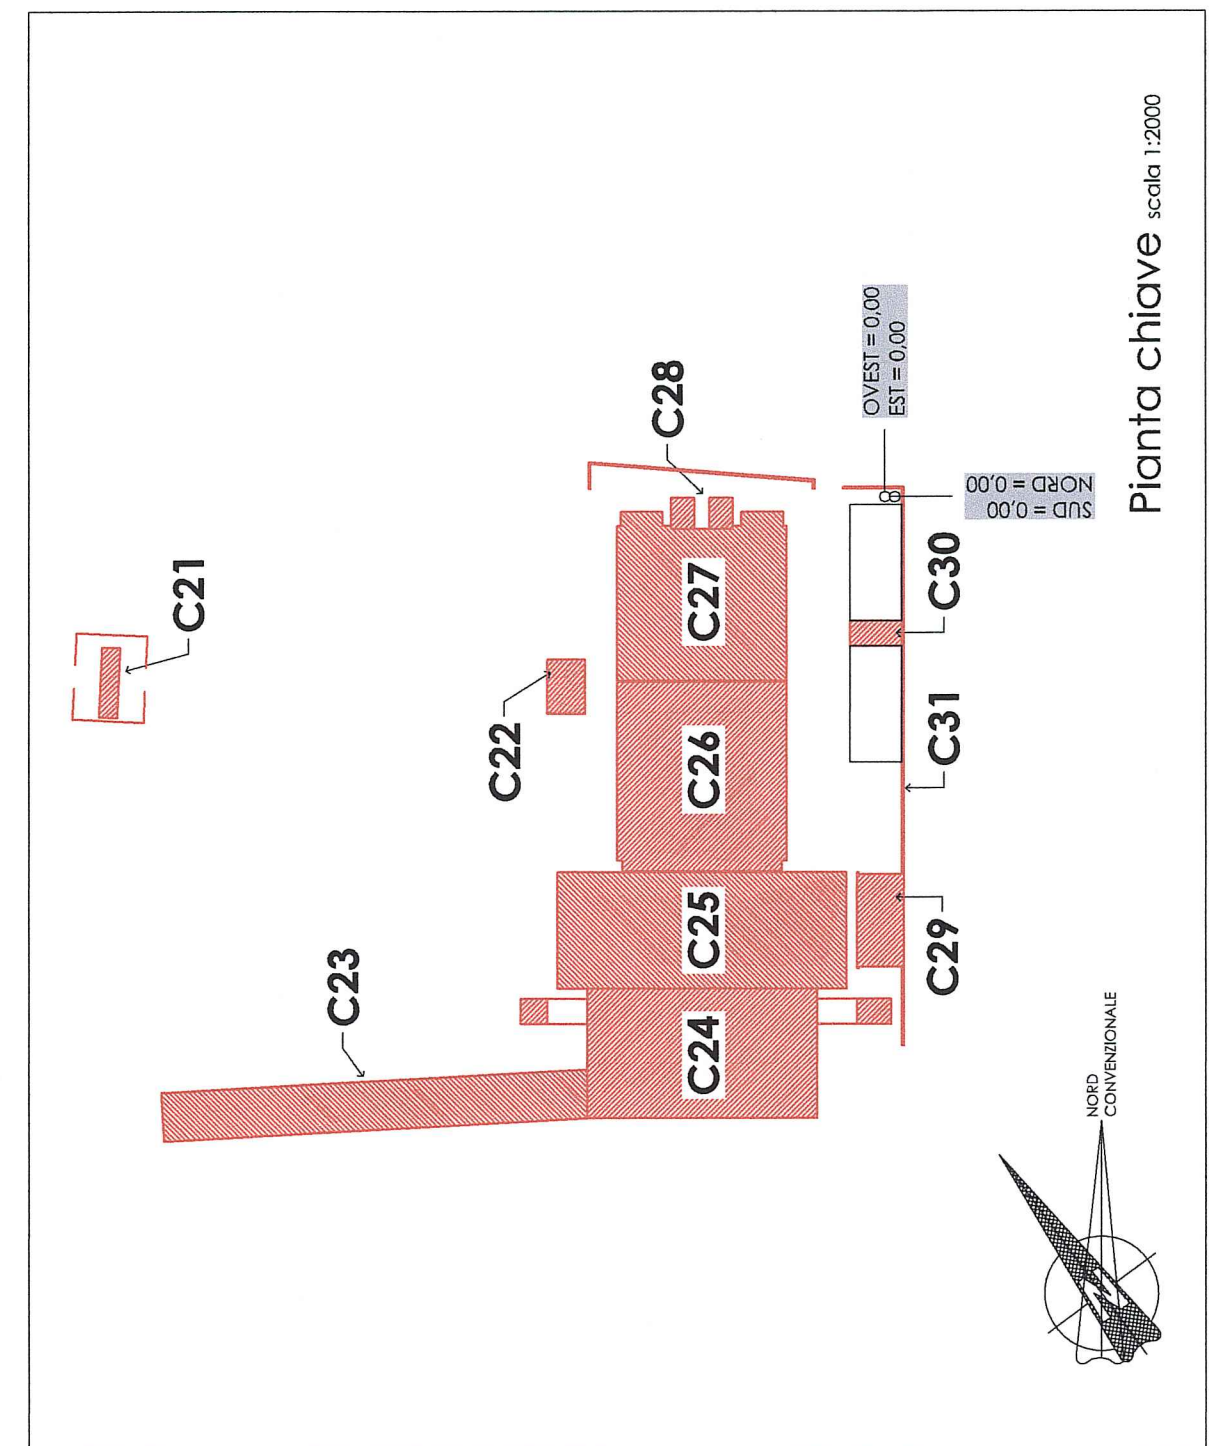 C21
C22
C23
C24
C25
C26
C27
C28
C29
C30
C31
OVEST = 0,00
EST = 0,00
SUD = 0,00
NORD = 0,00
NORD
CONVENZIONALE
N
Pianta chiave scala 1:2000